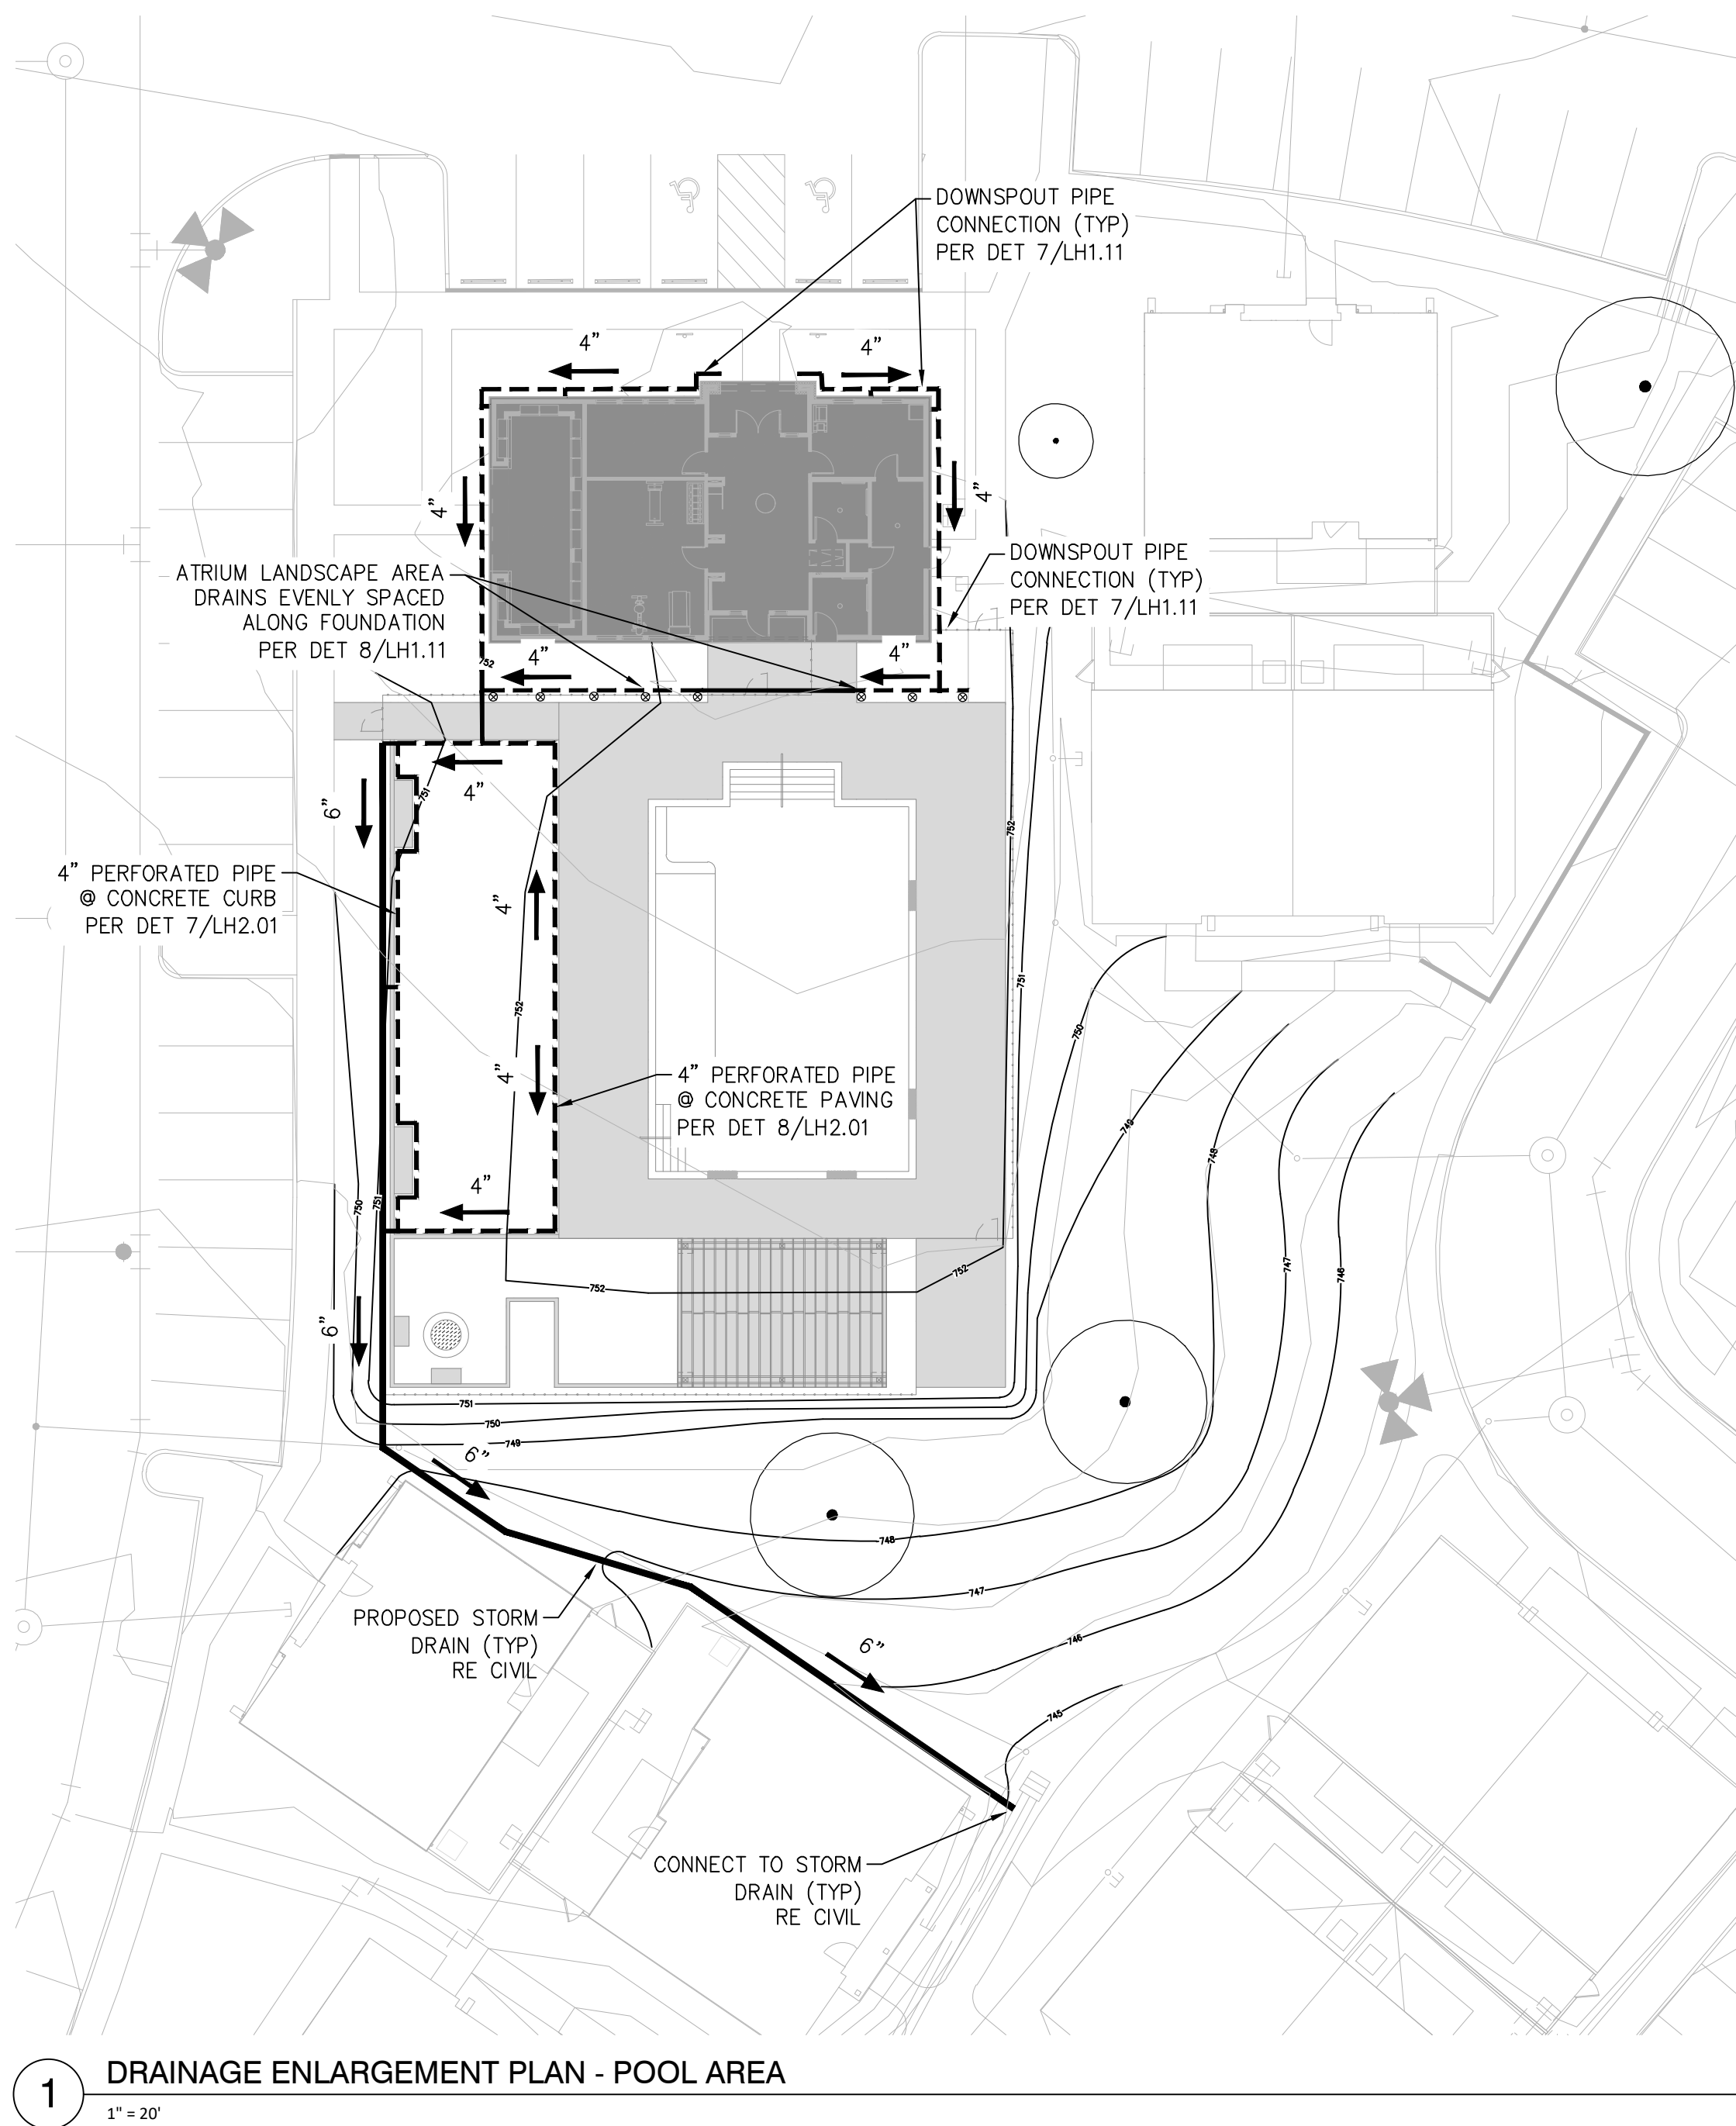 DOWNSPOUT PIPE
CONNECTION (TYP)
PER DET 7/LH1.11
4"
4"
4"
4"
DOWNSPOUT PIPE
CONNECTION (TYP)
PER DET 7/LH1.11
ATRIUM LANDSCAPE AREA
DRAINS EVENLY SPACED
ALONG FOUNDATION
PER DET 8/LH1.11
752
4"
4"
4"
751
6"
752
4" PERFORATED PIPE
@ CONCRETE CURB
PER DET 7/LH2.01
4"
751
752
750
4"
4" PERFORATED PIPE
@ CONCRETE PAVING
PER DET 8/LH2.01
749
748
4"
750
751
747
746
752
752
6"
751
750
749
6"
748
747
746
6"
PROPOSED STORM
DRAIN (TYP)
RE CIVIL
745
CONNECT TO STORM
DRAIN (TYP)
RE CIVIL
1
DRAINAGE ENLARGEMENT PLAN - POOL AREA
1" = 20'